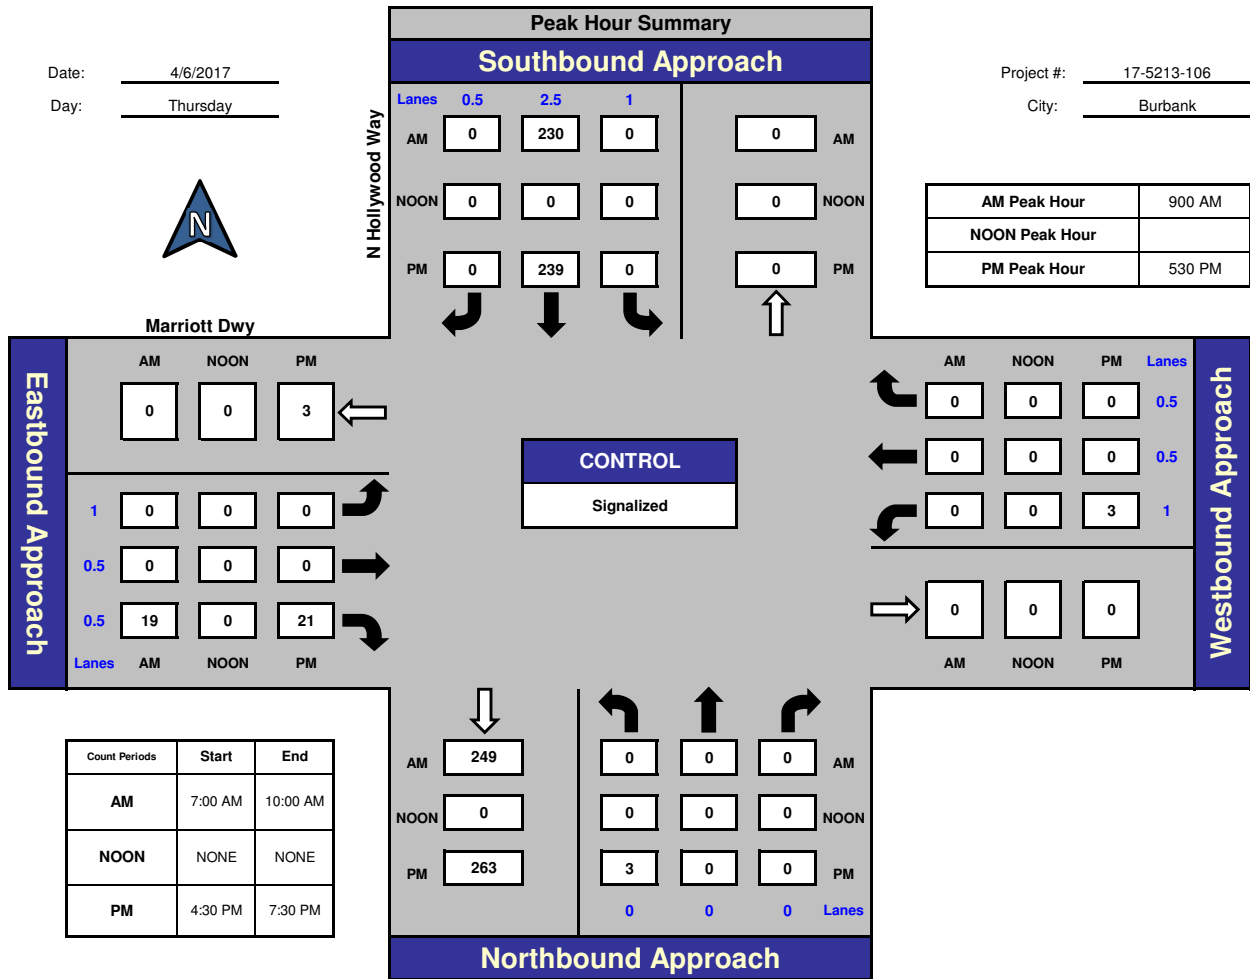 Peak Hour Summary
Southbound Approach
Date: 4/6/2017
Project #: 17-5213-106
Day: Thursday
City: Burbank
N Hollywood Way
Lanes 0.5 2.5 1
AM 0 230 0 0 AM
NOON 0 0 0 0 NOON
PM 0 239 0 0 PM
N
AM Peak Hour 900 AM
NOON Peak Hour
PM Peak Hour 530 PM
Marriott Dwy
Eastbound Approach
AM NOON PM
0 0 3
1 0 0 0
0.5 0 0 0
0.5 19 0 21
Lanes AM NOON PM
CONTROL
Signalized
AM NOON PM Lanes
0 0 0 0.5
0 0 0 0.5
0 0 3 1
0 0 0
AM NOON PM
Westbound Approach
Count Periods Start End
AM 7:00 AM 10:00 AM
NOON NONE NONE
PM 4:30 PM 7:30 PM
AM 249 0 0 0 AM
NOON 0 0 0 0 NOON
PM 263 3 0 0 PM
0 0 0 Lanes
Northbound Approach